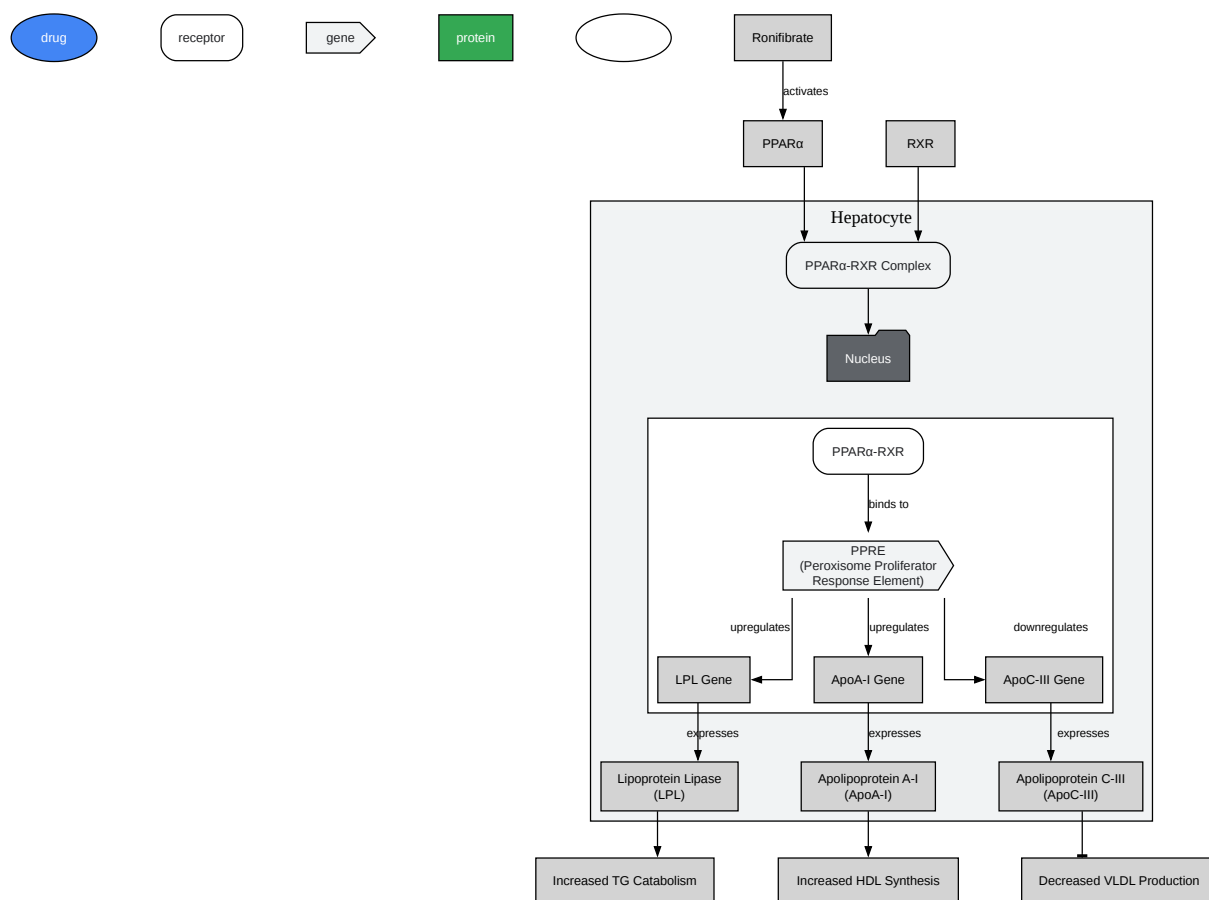 drug
receptor
gene
protein
Ronifibrate
activates
PPARα
RXR
Hepatocyte
PPARα-RXR Complex
Nucleus
PPARα-RXR
binds to
PPRE
(Peroxisome Proliferator
Response Element)
upregulates
upregulates
downregulates
LPL Gene
ApoA-I Gene
ApoC-III Gene
expresses
expresses
expresses
Lipoprotein Lipase
(LPL)
Apolipoprotein A-I
(ApoA-I)
Apolipoprotein C-III
(ApoC-III)
Increased TG Catabolism
Increased HDL Synthesis
Decreased VLDL Production